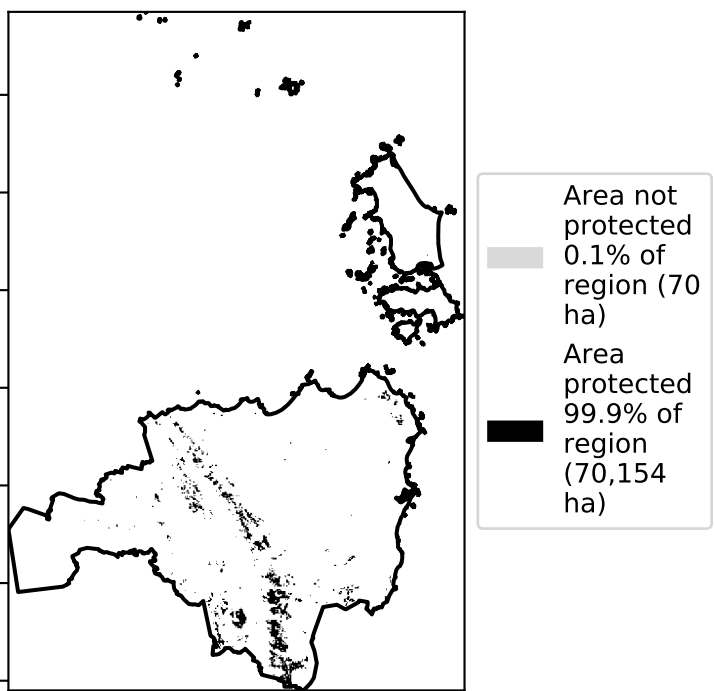 Area not
protected
0.1% of
region (70
ha)
Area
protected
99.9% of
region
(70,154
ha)